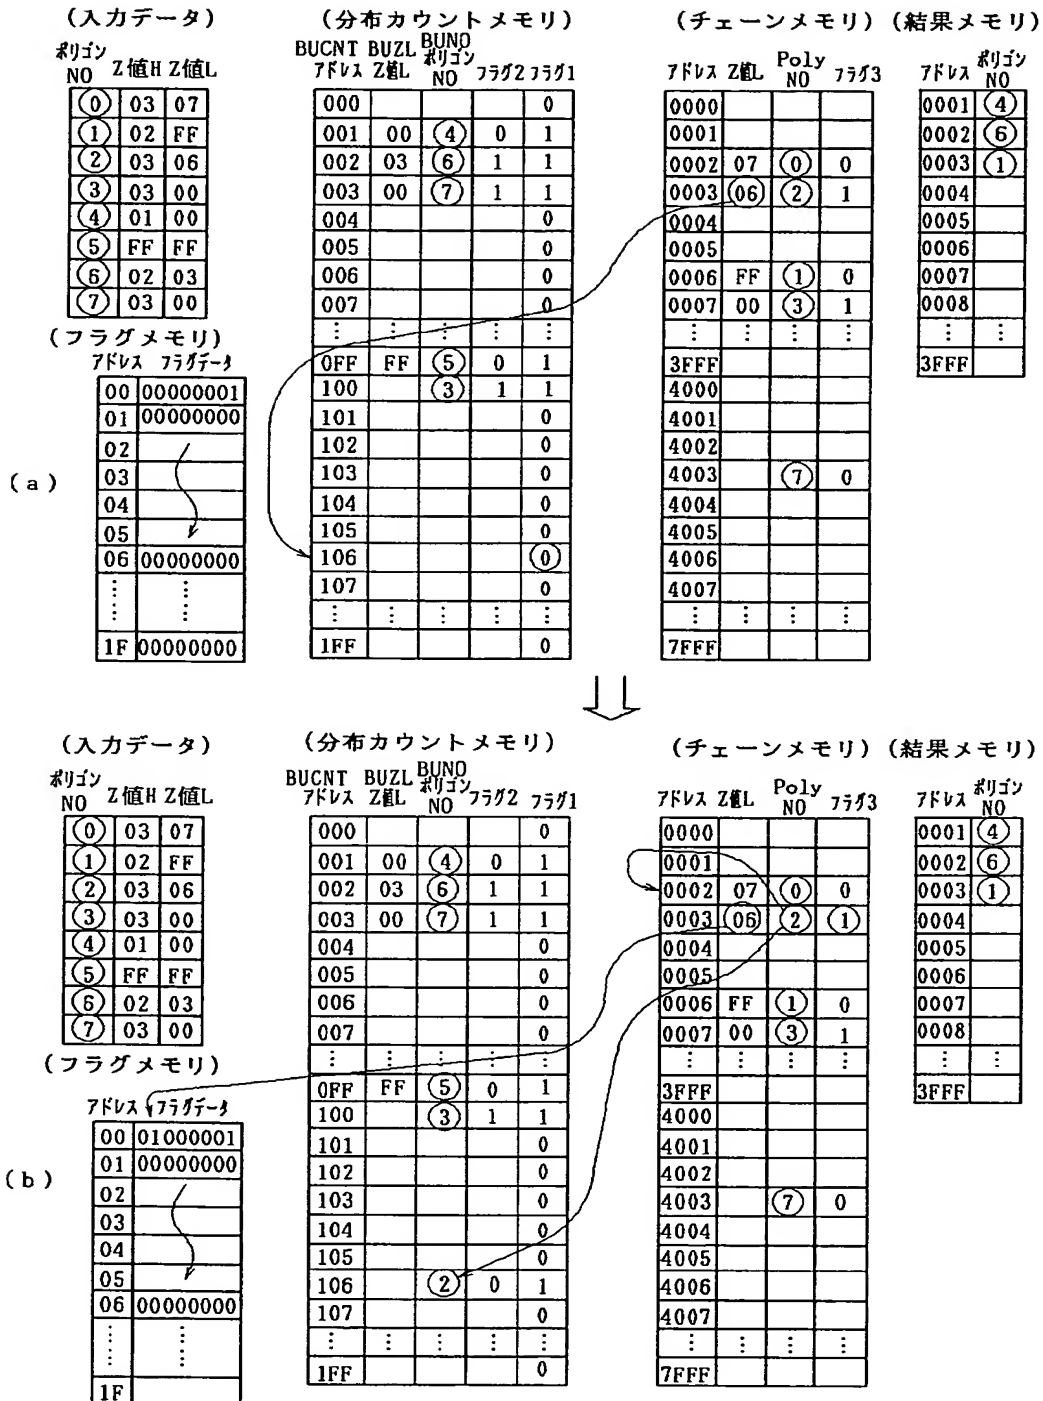 (入力データ) (分布カウントメモリ) (チェーンメモリ) (結果メモリ)
ポリゴンNO Z値H Z値L
⓪ 03 07
① 02 FF
② 03 06
③ 03 00
④ 01 00
⑤ FF FF
⑥ 02 03
⑦ 03 00
(フラグメモリ)
アドレス フラグデータ
00 00000001
01 00000000
02
03
04
05
06 00000000
⋮ ⋮
1F 00000000
(a)
BUCNT BUZL BUNO
アドレス Z値L ポリゴンNO フラグ2 フラグ1
000 0
001 00 ④ 0 1
002 03 ⑥ 1 1
003 00 ⑦ 1 1
004 0
005 0
006 0
007 0
⋮ ⋮ ⋮ ⋮ ⋮
0FF FF ⑤ 0 1
100 ③ 1 1
101 0
102 0
103 0
104 0
105 0
106 ⓪
107 0
⋮ ⋮ ⋮ ⋮ ⋮
1FF 0
アドレス Z値L PolyNO フラグ3
0000
0001
0002 07 ⓪ 0
0003 06 ② 1
0004
0005
0006 FF ① 0
0007 00 ③ 1
⋮ ⋮ ⋮ ⋮
3FFF
4000
4001
4002
4003 ⑦ 0
4004
4005
4006
4007
⋮ ⋮ ⋮ ⋮
7FFF
アドレス ポリゴンNO
0001 ④
0002 ⑥
0003 ①
0004
0005
0006
0007
0008
⋮ ⋮
3FFF
(入力データ) (分布カウントメモリ) (チェーンメモリ) (結果メモリ)
ポリゴンNO Z値H Z値L
⓪ 03 07
① 02 FF
② 03 06
③ 03 00
④ 01 00
⑤ FF FF
⑥ 02 03
⑦ 03 00
(フラグメモリ)
アドレス フラグデータ
00 01000001
01 00000000
02
03
04
05
06 00000000
⋮ ⋮
1F
(b)
BUCNT BUZL BUNO
アドレス Z値L ポリゴンNO フラグ2 フラグ1
000 0
001 00 ④ 0 1
002 03 ⑥ 1 1
003 00 ⑦ 1 1
004 0
005 0
006 0
007 0
⋮ ⋮ ⋮ ⋮ ⋮
0FF FF ⑤ 0 1
100 ③ 1 1
101 0
102 0
103 0
104 0
105 0
106 ② 0 1
107 0
⋮ ⋮ ⋮ ⋮ ⋮
1FF 0
アドレス Z値L PolyNO フラグ3
0000
0001
0002 07 ⓪ 0
0003 06 ② ①
0004
0005
0006 FF ① 0
0007 00 ③ 1
⋮ ⋮ ⋮ ⋮
3FFF
4000
4001
4002
4003 ⑦ 0
4004
4005
4006
4007
⋮ ⋮ ⋮ ⋮
7FFF
アドレス ポリゴンNO
0001 ④
0002 ⑥
0003 ①
0004
0005
0006
0007
0008
⋮ ⋮
3FFF